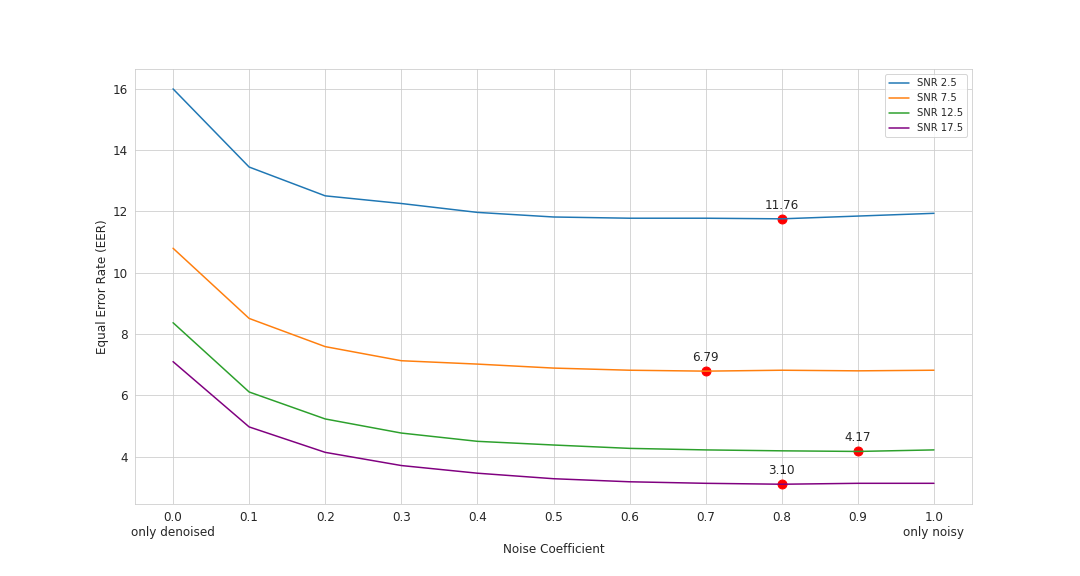 SNR 2.5
SNR 7.5
SNR 12.5
SNR 17.5
Equal Error Rate (EER)
16
14
12
10
8
6
4
11.76
6.79
4.17
3.10
0.0 0.1 0.2 0.3 0.4 0.5 0.6 0.7 0.8 0.9 1.0
only denoised only noisy
Noise Coefficient